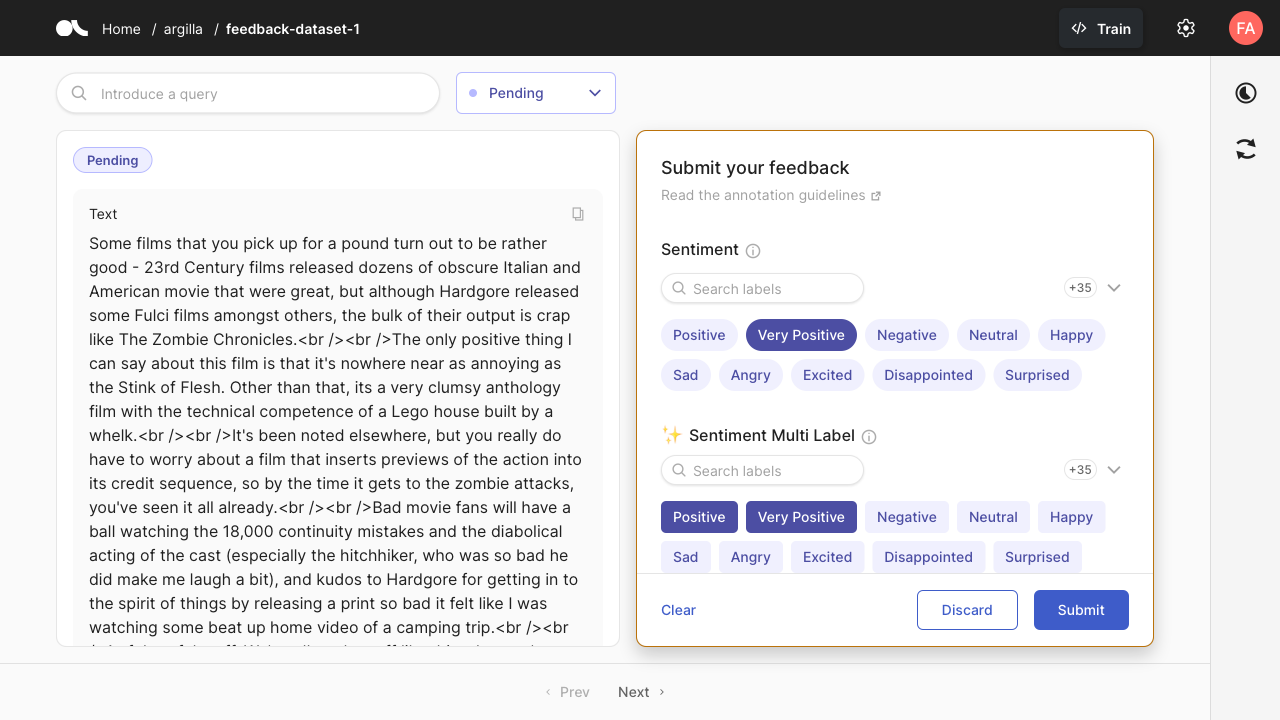 Home / argilla / feedback-dataset-1
Train
FA
Introduce a query
Pending
Pending
Text
Some films that you pick up for a pound turn out to be rather
good - 23rd Century films released dozens of obscure Italian and
American movie that were great, but although Hardgore released
some Fulci films amongst others, the bulk of their output is crap
like The Zombie Chronicles.<br /><br />The only positive thing I
can say about this film is that it's nowhere near as annoying as
the Stink of Flesh. Other than that, its a very clumsy anthology
film with the technical competence of a Lego house built by a
whelk.<br /><br />It's been noted elsewhere, but you really do
have to worry about a film that inserts previews of the action into
its credit sequence, so by the time it gets to the zombie attacks,
you've seen it all already.<br /><br />Bad movie fans will have a
ball watching the 18,000 continuity mistakes and the diabolical
acting of the cast (especially the hitchhiker, who was so bad he
did make me laugh a bit), and kudos to Hardgore for getting in to
the spirit of things by releasing a print so bad it felt like I was
watching some beat up home video of a camping trip.<br /><br
Submit your feedback
Read the annotation guidelines
Sentiment
Search labels
+35
Positive Very Positive Negative Neutral Happy
Sad Angry Excited Disappointed Surprised
✨ Sentiment Multi Label
Search labels
+35
Positive Very Positive Negative Neutral Happy
Sad Angry Excited Disappointed Surprised
Clear
Discard
Submit
Prev
Next